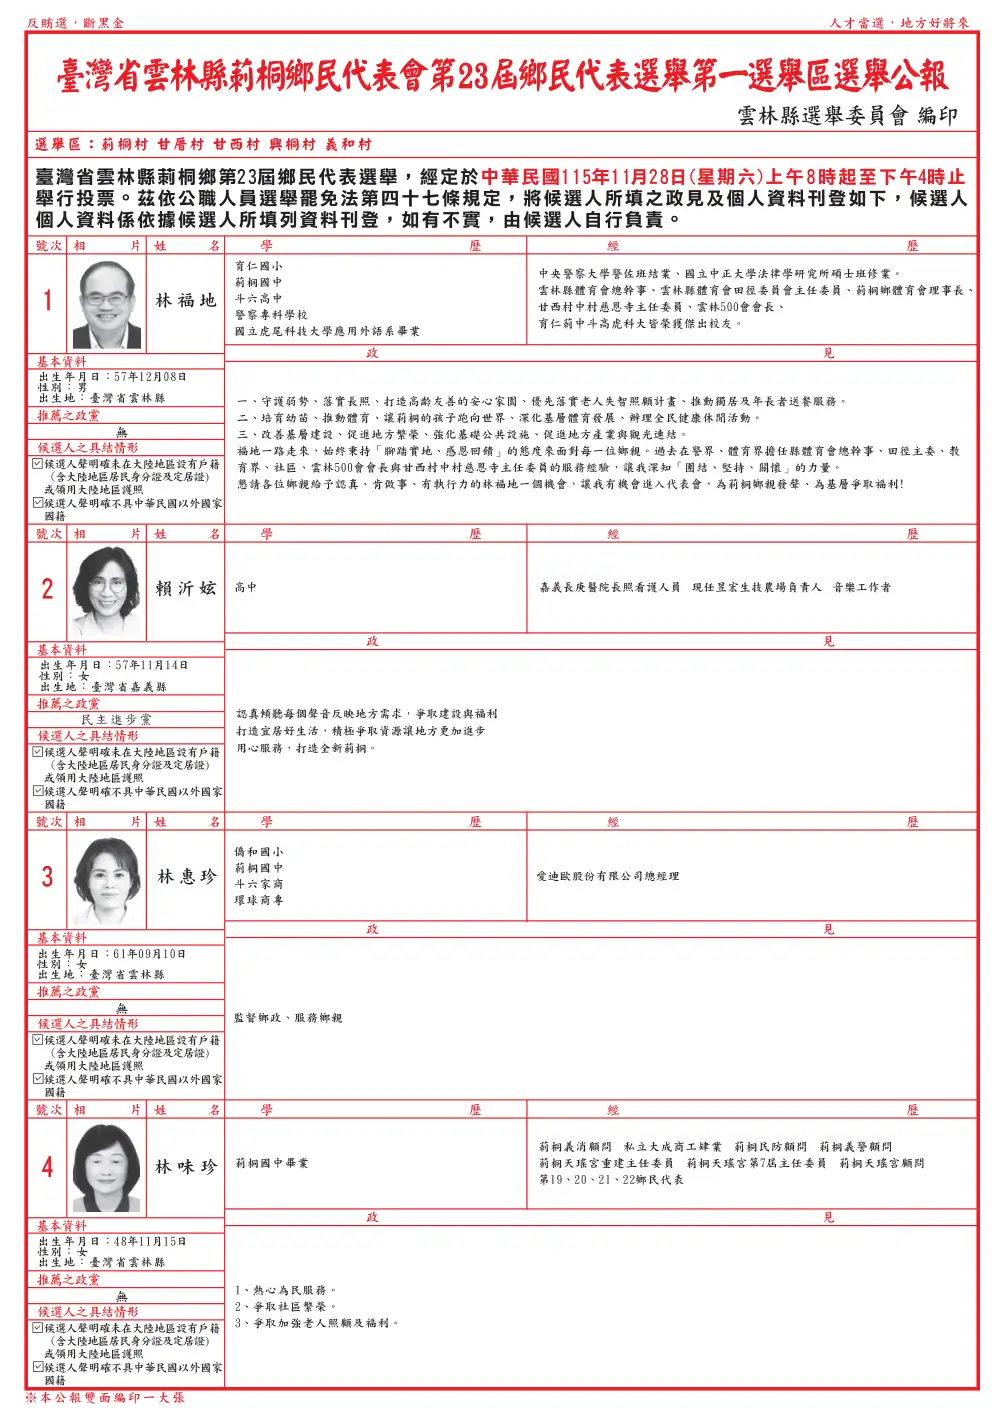 反賄選，斷黑金
人才當選，地方好將來
臺灣省雲林縣莿桐鄉民代表會第23屆鄉民代表選舉第一選舉區選舉公報
雲林縣選舉委員會 編印
選舉區：莿桐村 甘厝村 甘西村 興桐村 義和村
臺灣省雲林縣莿桐鄉第23屆鄉民代表選舉，經定於中華民國115年11月28日(星期六)上午8時起至下午4時止
舉行投票。茲依公職人員選舉罷免法第四十七條規定，將候選人所填之政見及個人資料刊登如下，候選人
個人資料係依據候選人所填列資料刊登，如有不實，由候選人自行負責。
號次 相片 姓名 學歷 經歷
1
林福地
育仁國小
莿桐國中
斗六高中
警察專科學校
國立虎尾科技大學應用外語系畢業
中央警察大學警佐班結業、國立中正大學法律學研究所碩士班修業。
雲林縣體育會總幹事、雲林縣體育會田徑委員會主任委員、莿桐鄉體育會理事長、
甘西村中村慈恩寺主任委員、雲林500會會長、
育仁莿中斗高虎科大皆榮獲傑出校友。
政見
基本資料
出生年月日：57年12月08日
性別：男
出生地：臺灣省雲林縣
推薦之政黨
無
候選人之具結情形
☑候選人聲明確未在大陸地區設有戶籍
(含大陸地區居民身分證及定居證)
或領用大陸地區護照
☑候選人聲明確不具中華民國以外國家
國籍
一、守護弱勢、落實長照、打造高齡友善的安心家園、優先落實老人失智照顧計畫、推動獨居及年長者送餐服務。
二、培育幼苗、推動體育、讓莿桐的孩子跑向世界、深化基層體育發展、辦理全民健康休閒活動。
三、改善基層建設、促進地方繁榮、強化基礎公共設施、促進地方產業與觀光連結。
福地一路走來，始終秉持「腳踏實地、感恩回饋」的態度來面對每一位鄉親。過去在警界、體育界擔任縣體育會總幹事、田徑主委、教
育界、社區、雲林500會會長與甘西村中村慈恩寺主任委員的服務經驗，讓我深知「團結、堅持、關懷」的力量。
懇請各位鄉親給予認真、肯做事、有執行力的林福地一個機會，讓我有機會進入代表會，為莿桐鄉親發聲、為基層爭取福利!
號次 相片 姓名 學歷 經歷
2
賴沂妶
高中
嘉義長庚醫院長照看護人員 現任昱宏生技農場負責人 音樂工作者
政見
基本資料
出生年月日：57年11月14日
性別：女
出生地：臺灣省嘉義縣
推薦之政黨
民主進步黨
候選人之具結情形
☑候選人聲明確未在大陸地區設有戶籍
(含大陸地區居民身分證及定居證)
或領用大陸地區護照
☑候選人聲明確不具中華民國以外國家
國籍
認真傾聽每個聲音反映地方需求，爭取建設與福利
打造宜居好生活，積極爭取資源讓地方更加進步
用心服務，打造全新莿桐。
號次 相片 姓名 學歷 經歷
3
林惠珍
僑和國小
莿桐國中
斗六家商
環球商專
愛迪歐股份有限公司總經理
政見
基本資料
出生年月日：61年09月10日
性別：女
出生地：臺灣省雲林縣
推薦之政黨
無
候選人之具結情形
☑候選人聲明確未在大陸地區設有戶籍
(含大陸地區居民身分證及定居證)
或領用大陸地區護照
☑候選人聲明確不具中華民國以外國家
國籍
監督鄉政、服務鄉親
號次 相片 姓名 學歷 經歷
4
林味珍
莿桐國中畢業
莿桐義消顧問 私立大成商工肄業 莿桐民防顧問 莿桐義警顧問
莿桐天瑤宮重建主任委員 莿桐天瑤宮第7屆主任委員 莿桐天瑤宮顧問
第19、20、21、22鄉民代表
政見
基本資料
出生年月日：48年11月15日
性別：女
出生地：臺灣省雲林縣
推薦之政黨
無
候選人之具結情形
☑候選人聲明確未在大陸地區設有戶籍
(含大陸地區居民身分證及定居證)
或領用大陸地區護照
☑候選人聲明確不具中華民國以外國家
國籍
1、熱心為民服務。
2、爭取社區繁榮。
3、爭取加強老人照顧及福利。
※本公報雙面編印一大張